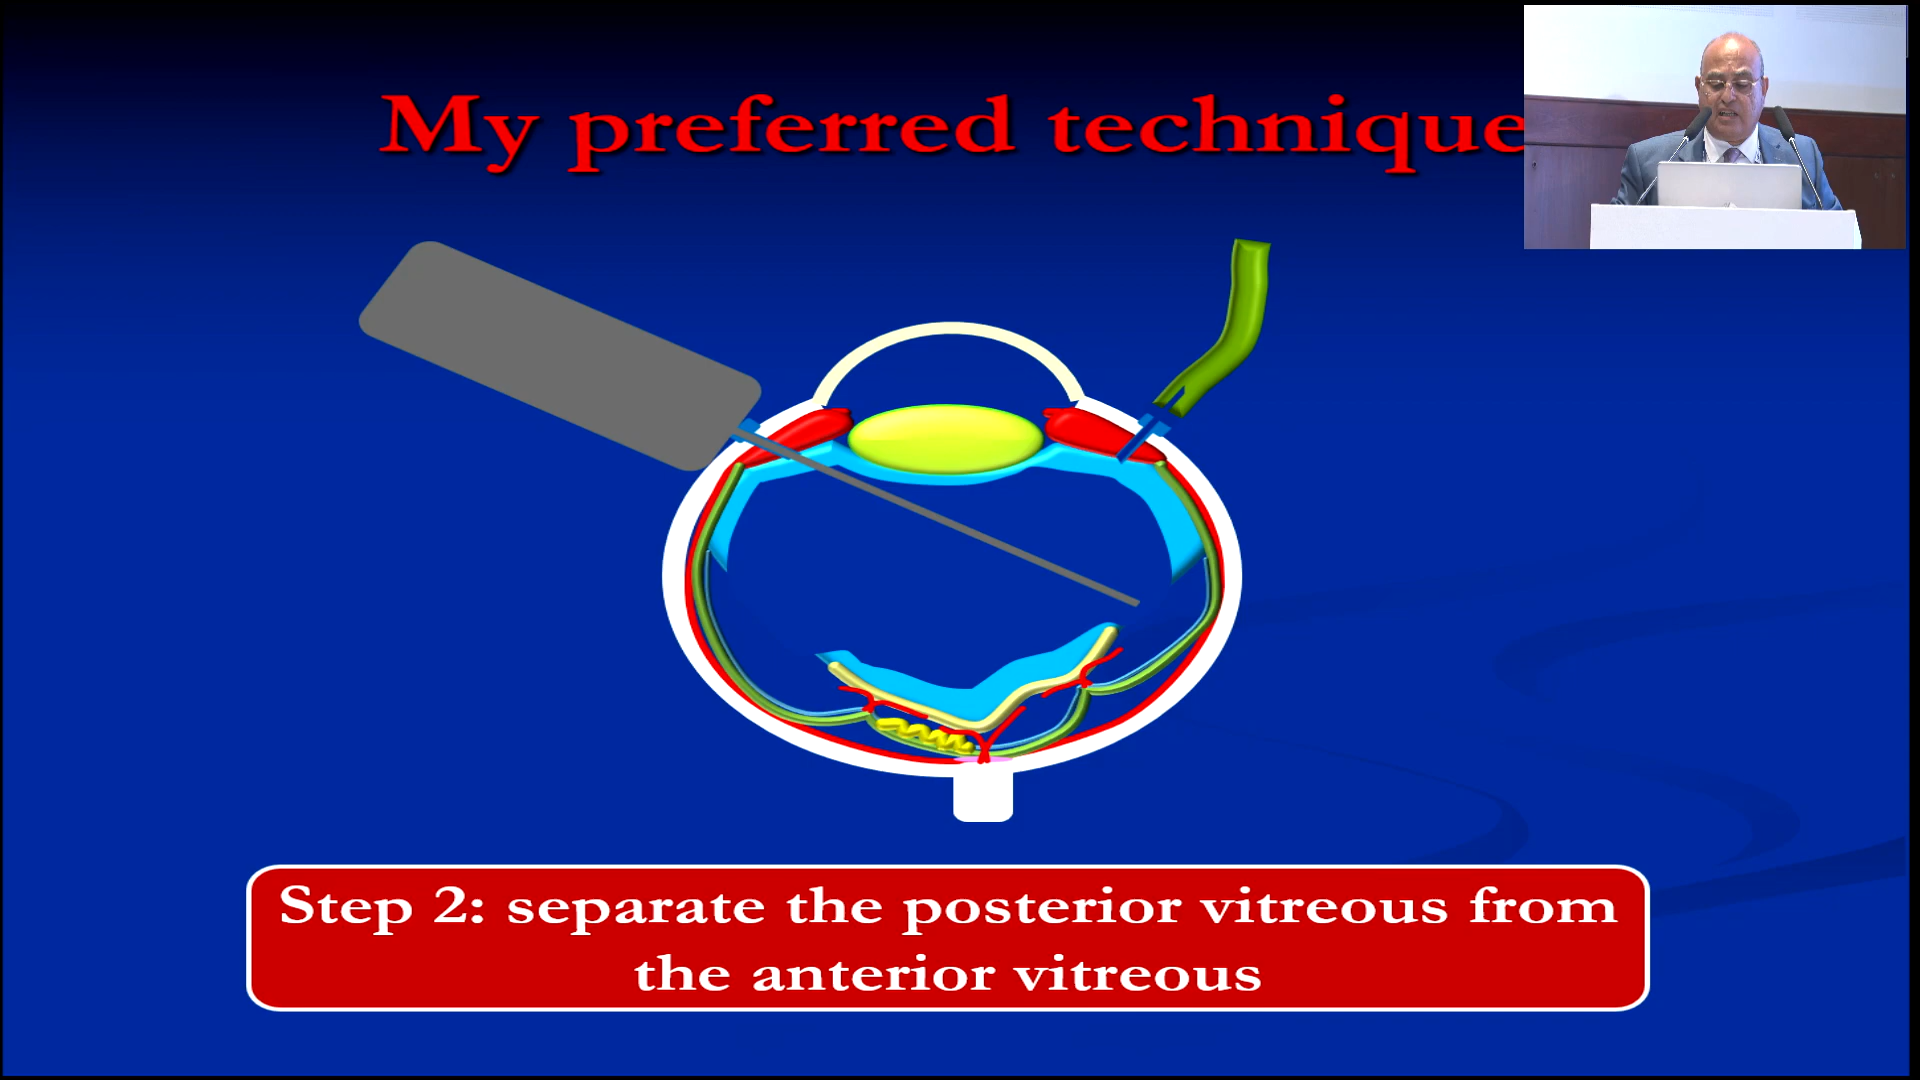 My preferred technique
Step 2: separate the posterior vitreous from
the anterior vitreous